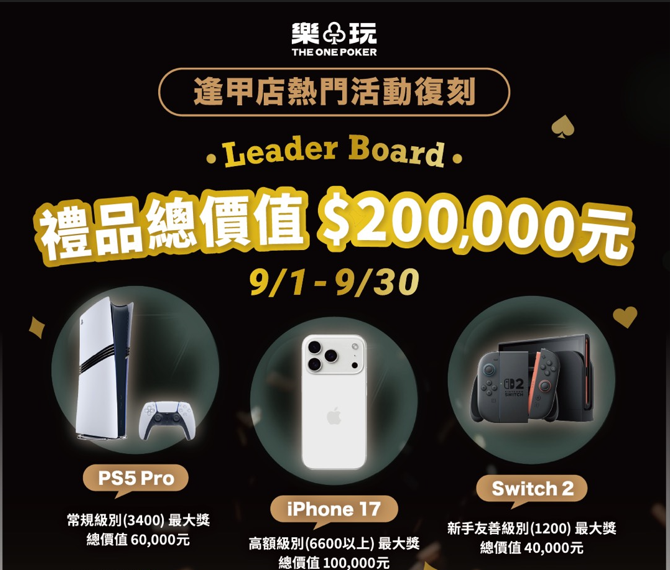 樂玩
THE ONE POKER
逢甲店熱門活動復刻
• Leader Board •
禮品總價值 $200,000元
9/1 - 9/30
2
SWITCH
PS5 Pro
常規級別(3400) 最大獎
總價值 60,000元
iPhone 17
高額級別(6600以上) 最大獎
總價值 100,000元
Switch 2
新手友善級別(1200) 最大獎
總價值 40,000元